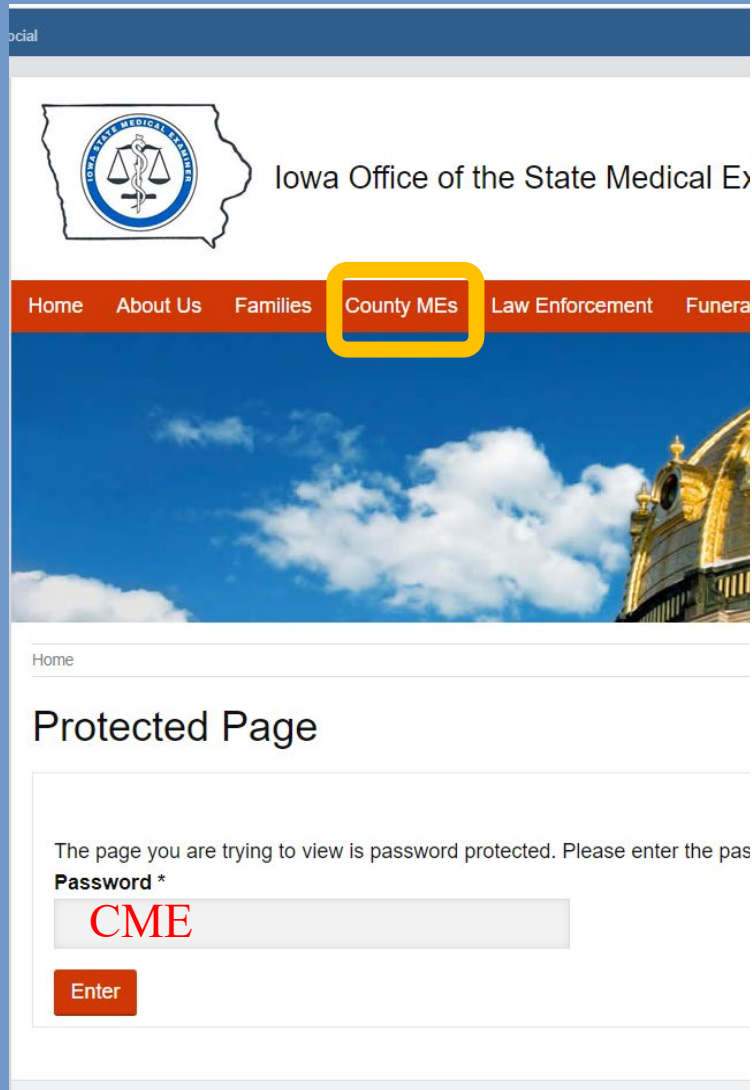 ocial
IOWA STATE MEDICAL EXAMINER
Iowa Office of the State Medical Ex
Home About Us Families County MEs Law Enforcement Funera
Home
Protected Page
The page you are trying to view is password protected. Please enter the pas
Password *
CME
Enter